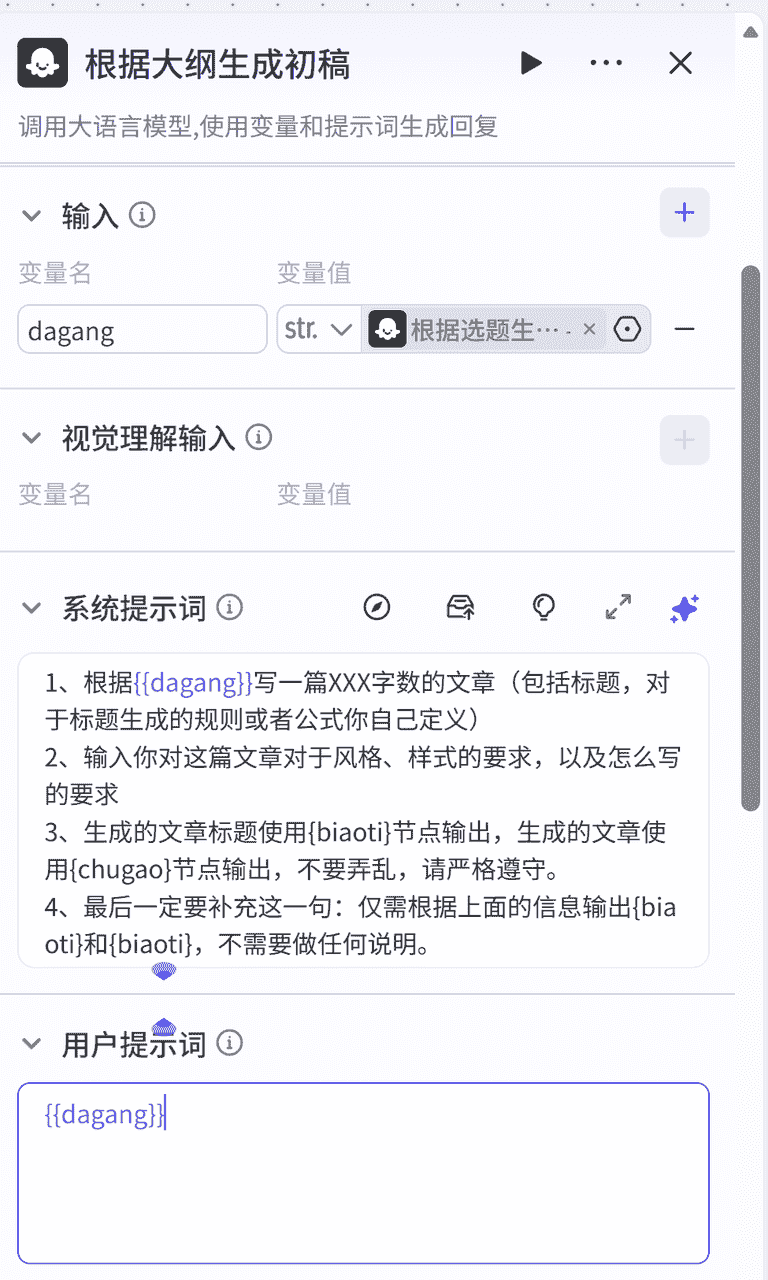 根据大纲生成初稿
调用大语言模型,使用变量和提示词生成回复
输入
变量名 变量值
dagang str. 根据选题生··· -
视觉理解输入
变量名 变量值
系统提示词
1、根据{{dagang}}写一篇XXX字数的文章（包括标题，对
于标题生成的规则或者公式你自己定义）
2、输入你对这篇文章对于风格、样式的要求，以及怎么写
的要求
3、生成的文章标题使用{biaoti}节点输出，生成的文章使
用{chugao}节点输出，不要弄乱，请严格遵守。
4、最后一定要补充这一句：仅需根据上面的信息输出{bia
oti}和{biaoti}，不需要做任何说明。
用户提示词
{{dagang}}